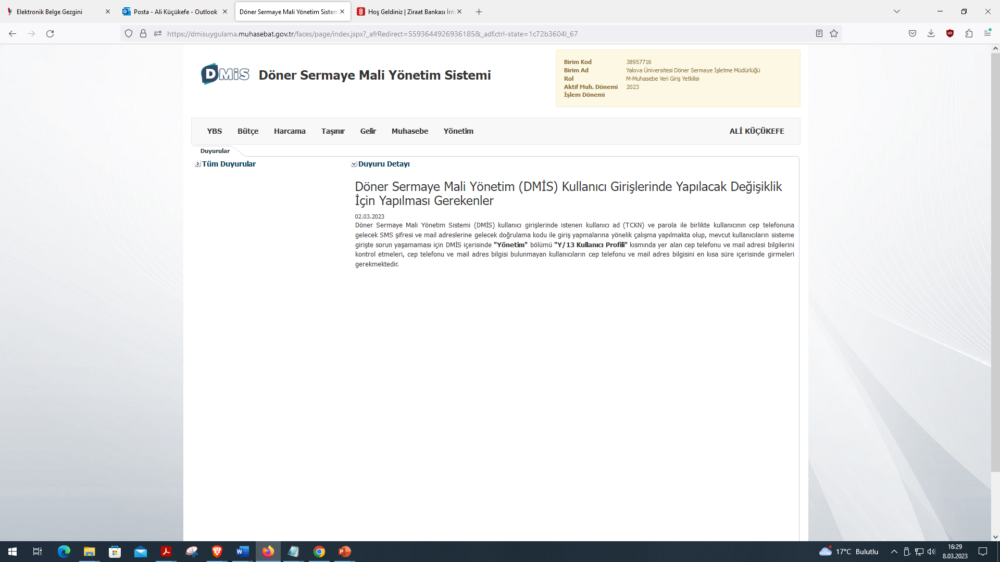 Elektronik Belge Gezgini
Posta - Ali Küçükefe - Outlook
Döner Sermaye Mali Yönetim Sistem
Hoş Geldiniz | Ziraat Bankası İnt
https://dmisuygulama.muhasebat.gov.tr/faces/page/index.jspx?_afrRedirect=5593644926936185&_adf.ctrl-state=1c72b3604l_67
DMiS
Döner Sermaye Mali Yönetim Sistemi
Birim Kod 38957716
Birim Ad Yalova Üniversitesi Döner Sermaye İşletme Müdürlüğü
Rol M-Muhasebe Veri Giriş Yetkilisi
Aktif Muh. Dönemi 2023
İşlem Dönemi
YBS Bütçe Harcama Taşınır Gelir Muhasebe Yönetim ALİ KÜÇÜKEFE
Duyurular
Tüm Duyurular
Duyuru Detayı
Döner Sermaye Mali Yönetim (DMİS) Kullanıcı Girişlerinde Yapılacak Değişiklik
İçin Yapılması Gerekenler
02.03.2023
Döner Sermaye Mali Yönetim Sistemi (DMİS) kullanıcı girişlerinde istenen kullanıcı ad (TCKN) ve parola ile birlikte kullanıcının cep telefonuna
gelecek SMS şifresi ve mail adreslerine gelecek doğrulama kodu ile giriş yapmalarına yönelik çalışma yapılmakta olup, mevcut kullanıcıların sisteme
girişte sorun yaşamaması için DMİS içerisinde "Yönetim" bölümü "Y/13 Kullanıcı Profili" kısmında yer alan cep telefonu ve mail adresi bilgilerini
kontrol etmeleri, cep telefonu ve mail adres bilgisi bulunmayan kullanıcıların cep telefonu ve mail adres bilgisini en kısa süre içerisinde girmeleri
gerekmektedir.
17°C Bulutlu
16:29
8.03.2023